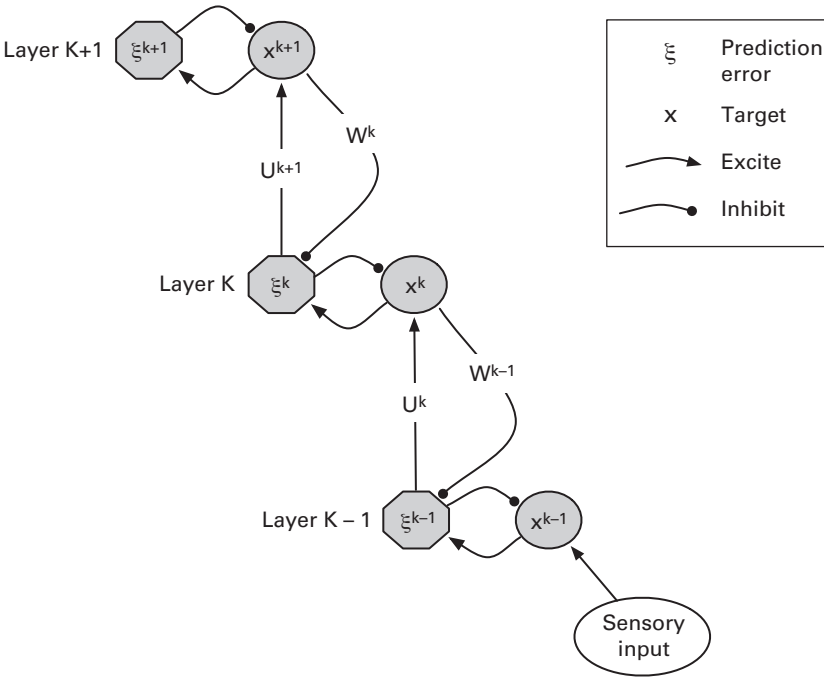 Layer K+1
ξᵏ⁺¹
xᵏ⁺¹
Wᵏ
Uᵏ⁺¹
Layer K
ξᵏ
xᵏ
Wᵏ⁻¹
Uᵏ
Layer K – 1
ξᵏ⁻¹
xᵏ⁻¹
Sensory
input
ξ Prediction
error
x Target
Excite
Inhibit